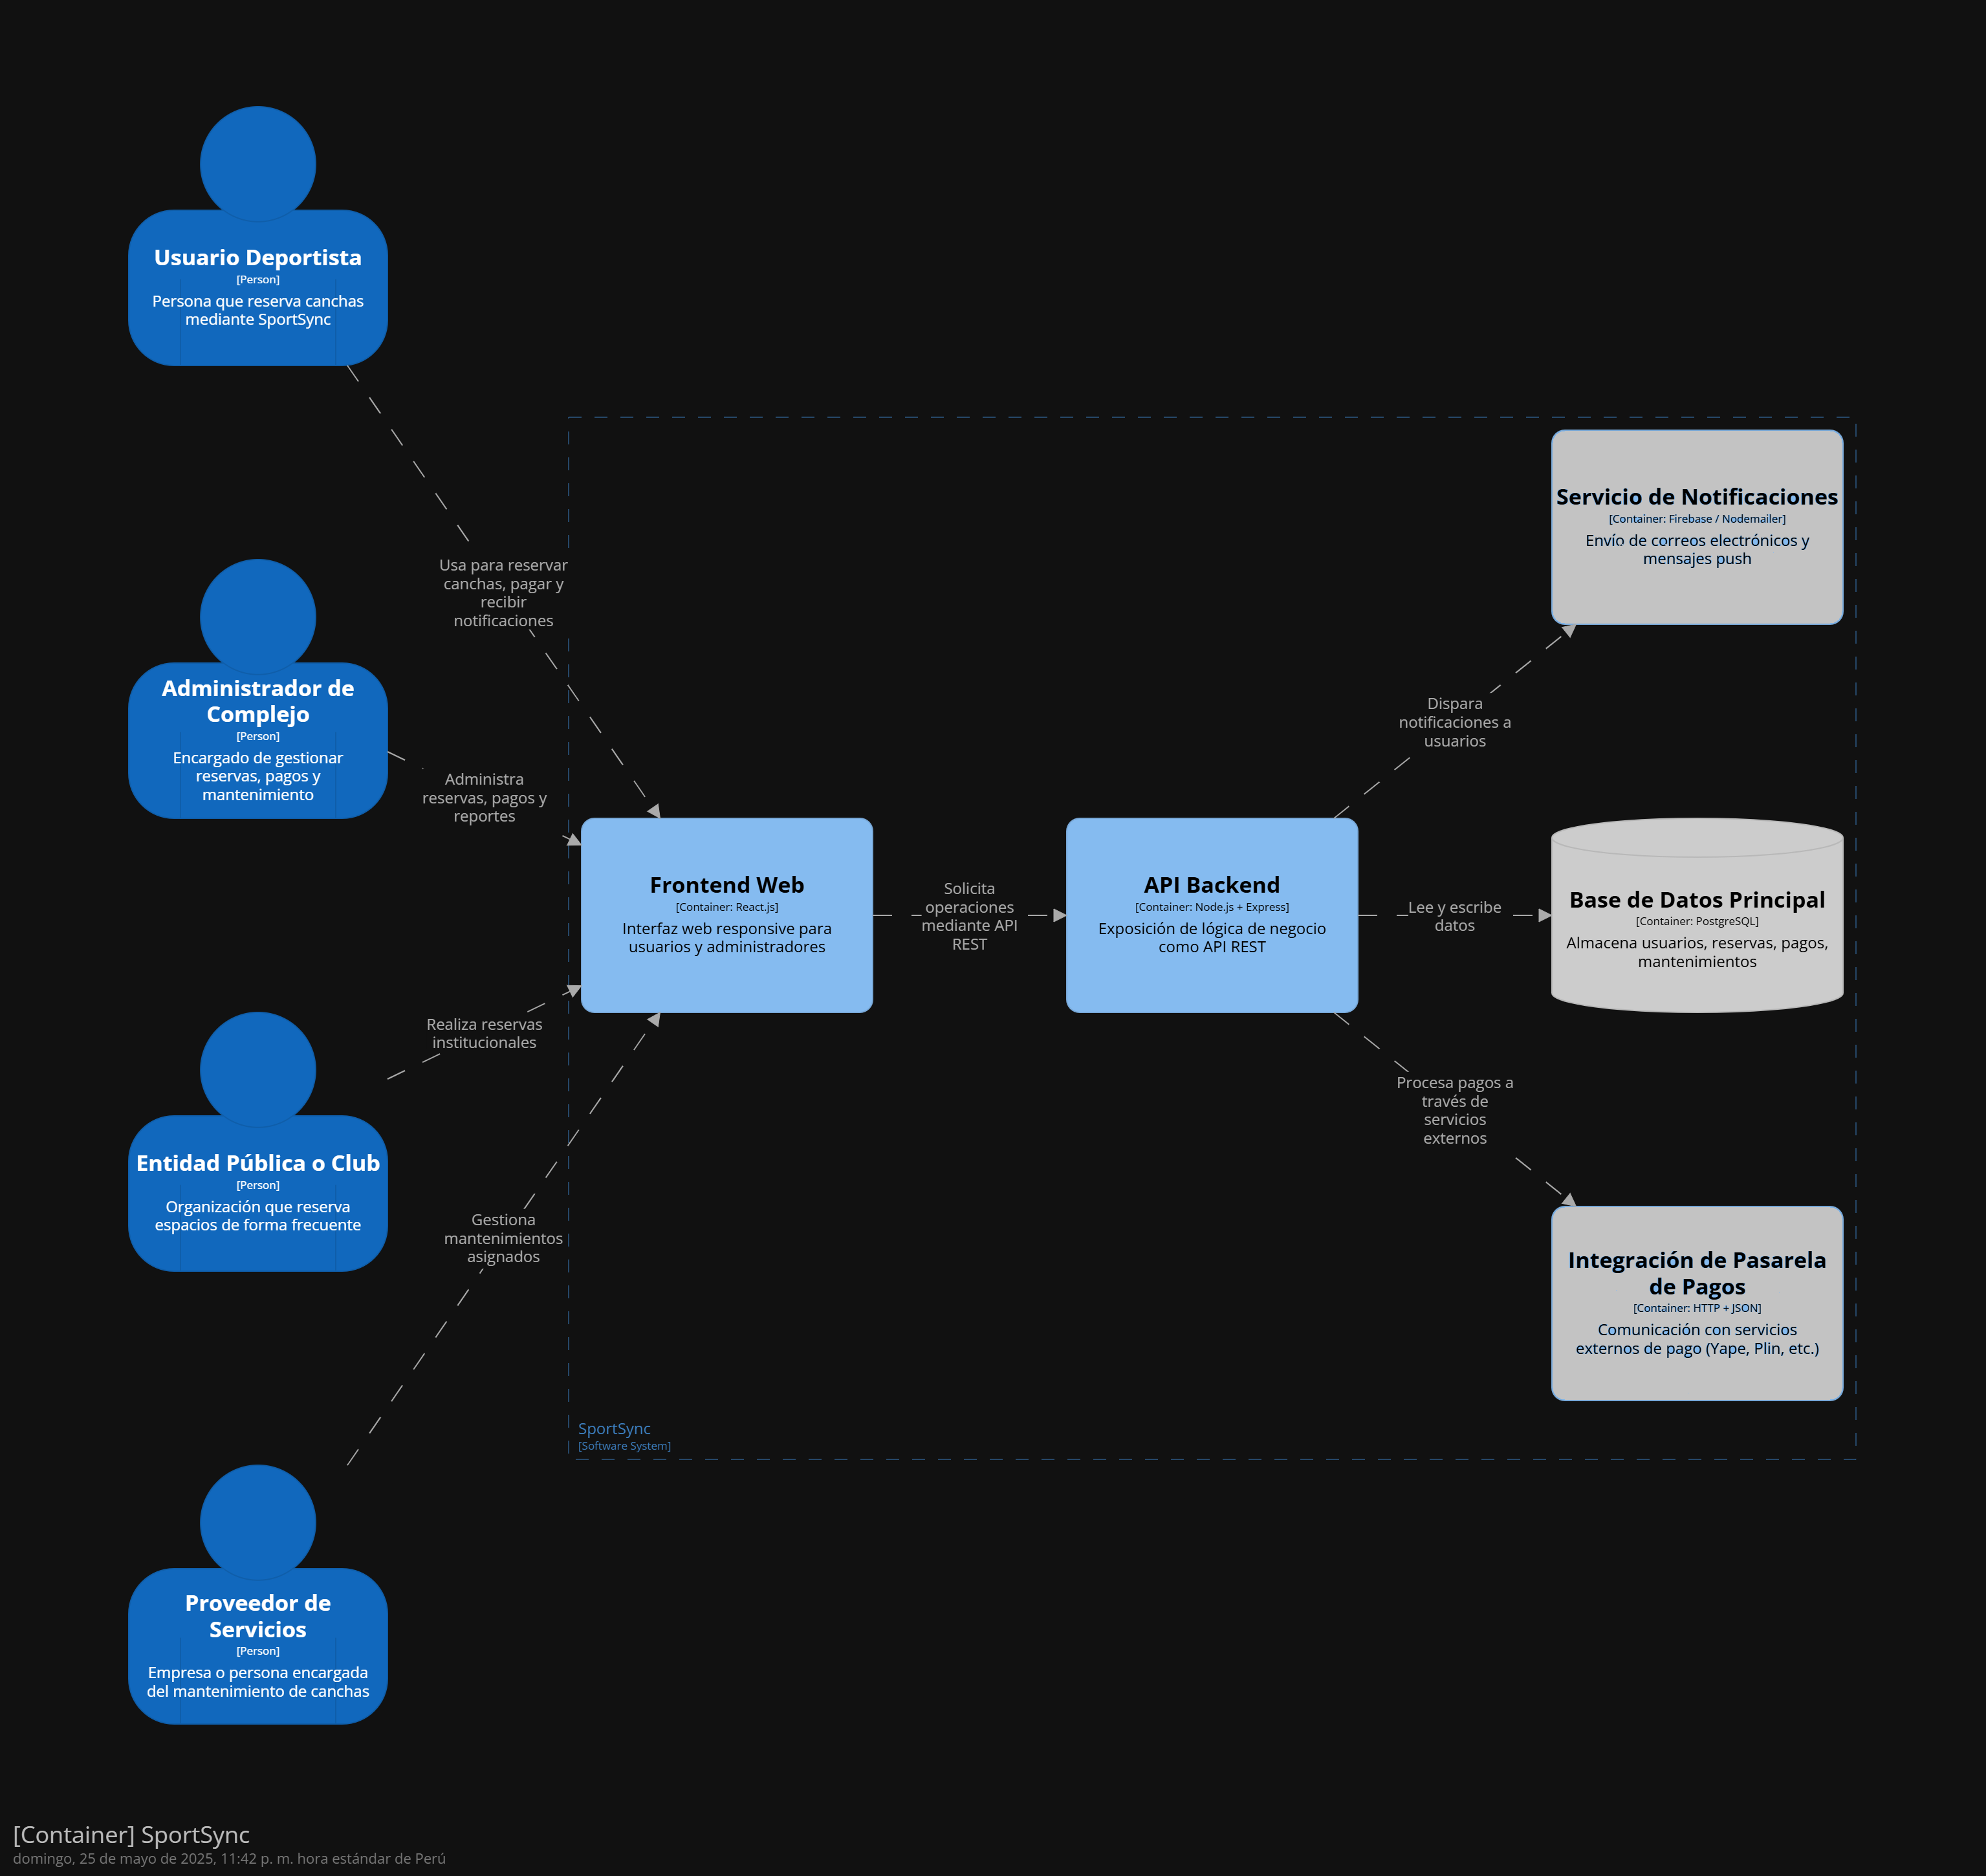 Usuario Deportista
[Person]
Persona que reserva canchas
mediante SportSync
Usa para reservar
canchas, pagar y
recibir
notificaciones
Administrador de
Complejo
[Person]
Encargado de gestionar
reservas, pagos y
mantenimiento
Administra
reservas, pagos y
reportes
Entidad Pública o Club
[Person]
Organización que reserva
espacios de forma frecuente
Realiza reservas
institucionales
Proveedor de
Servicios
[Person]
Empresa o persona encargada
del mantenimiento de canchas
Gestiona
mantenimientos
asignados
Frontend Web
[Container: React.js]
Interfaz web responsive para
usuarios y administradores
Solicita
operaciones
mediante API
REST
API Backend
[Container: Node.js + Express]
Exposición de lógica de negocio
como API REST
Dispara
notificaciones a
usuarios
Servicio de Notificaciones
[Container: Firebase / Nodemailer]
Envío de correos electrónicos y
mensajes push
Lee y escribe
datos
Base de Datos Principal
[Container: PostgreSQL]
Almacena usuarios, reservas, pagos,
mantenimientos
Procesa pagos a
través de
servicios
externos
Integración de Pasarela
de Pagos
[Container: HTTP + JSON]
Comunicación con servicios
externos de pago (Yape, Plin, etc.)
SportSync
[Software System]
[Container] SportSync
domingo, 25 de mayo de 2025, 11:42 p. m. hora estándar de Perú